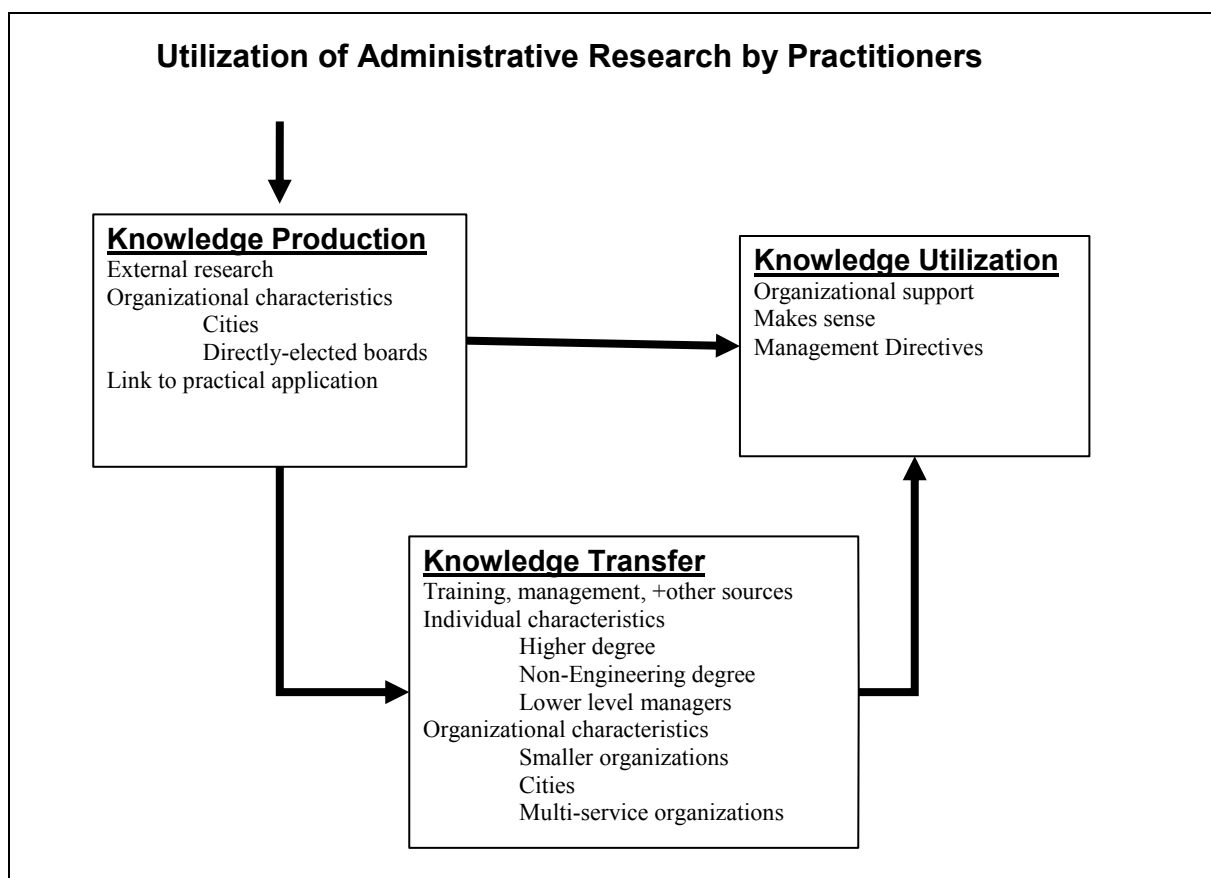 Utilization of Administrative Research by Practitioners
Knowledge Production
External research
Organizational characteristics
Cities
Directly-elected boards
Link to practical application
Knowledge Utilization
Organizational support
Makes sense
Management Directives
Knowledge Transfer
Training, management, +other sources
Individual characteristics
Higher degree
Non-Engineering degree
Lower level managers
Organizational characteristics
Smaller organizations
Cities
Multi-service organizations